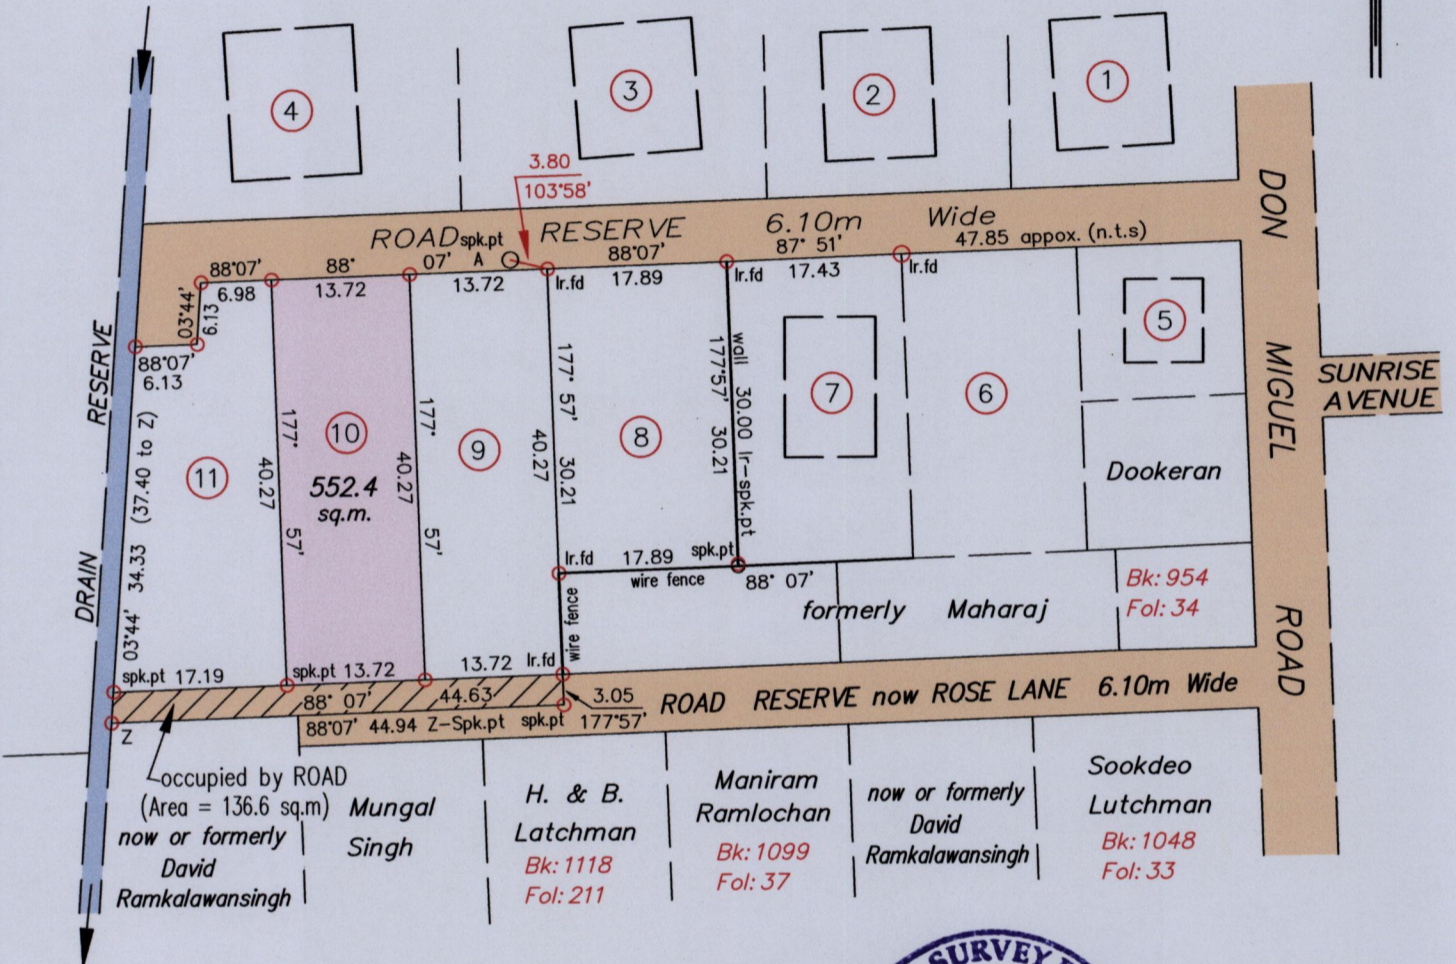 4
3
2
1
3.80
103°58'
ROAD
spk.pt
RESERVE
6.10m
Wide
DON
MIGUEL
ROAD
88°07'
6.98
88°
13.72
07'
A
13.72
Ir.fd
88°07'
17.89
Ir.fd
87° 51'
17.43
Ir.fd
47.85 appox. (n.t.s)
03°44'
6.13
88°07'
6.13
5
SUNRISE
AVENUE
RESERVE
DRAIN
03°44' 34.33 (37.40 to Z)
11
177°
40.27
57'
10
552.4
sq.m.
177°
40.27
57'
9
177° 57' 30.21
40.27
8
wall 30.00 Ir-spk.pt
177°57' 30.21
7
6
Dookeran
Ir.fd
17.89
spk.pt
wire fence
88° 07'
wire fence
formerly Maharaj
Bk: 954
Fol: 34
spk.pt 17.19
spk.pt 13.72
13.72
Ir.fd
88° 07'
44.63
3.05
177°57'
ROAD RESERVE now ROSE LANE 6.10m Wide
Z
88°07' 44.94 Z-Spk.pt
spk.pt
occupied by ROAD
(Area = 136.6 sq.m)
now or formerly
David
Ramkalawansingh
Mungal
Singh
H. & B.
Latchman
Bk: 1118
Fol: 211
Maniram
Ramlochan
Bk: 1099
Fol: 37
now or formerly
David
Ramkalawansingh
Sookdeo
Lutchman
Bk: 1048
Fol: 33
SURVEY